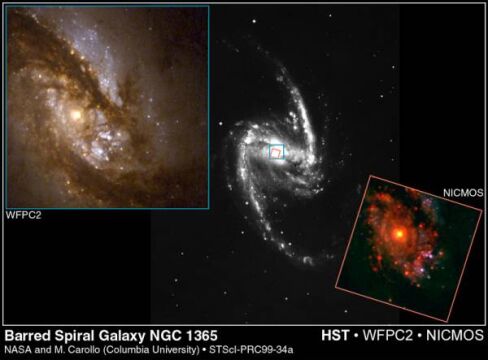 WFPC2
NICMOS
Barred Spiral Galaxy NGC 1365
HST • WFPC2 • NICMOS
NASA and M. Carollo (Columbia University) • STScI-PRC99-34a